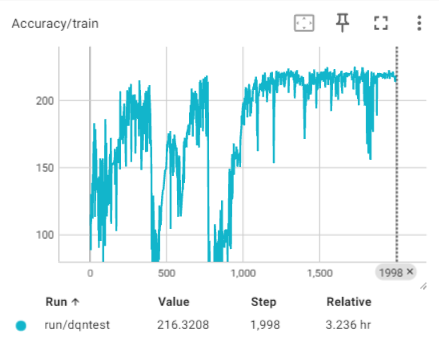 Accuracy/train
200
150
100
0 500 1,000 1,500 1998 ×
Run ↑ Value Step Relative
run/dqntest 216.3208 1,998 3.236 hr